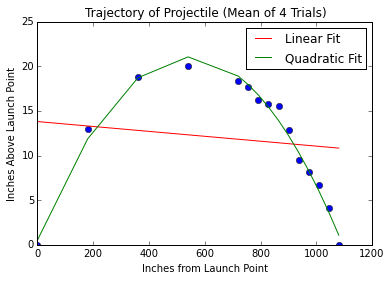 Trajectory of Projectile (Mean of 4 Trials)
Linear Fit
Quadratic Fit
Inches Above Launch Point
25
20
15
10
5
0
0 200 400 600 800 1000 1200
Inches from Launch Point